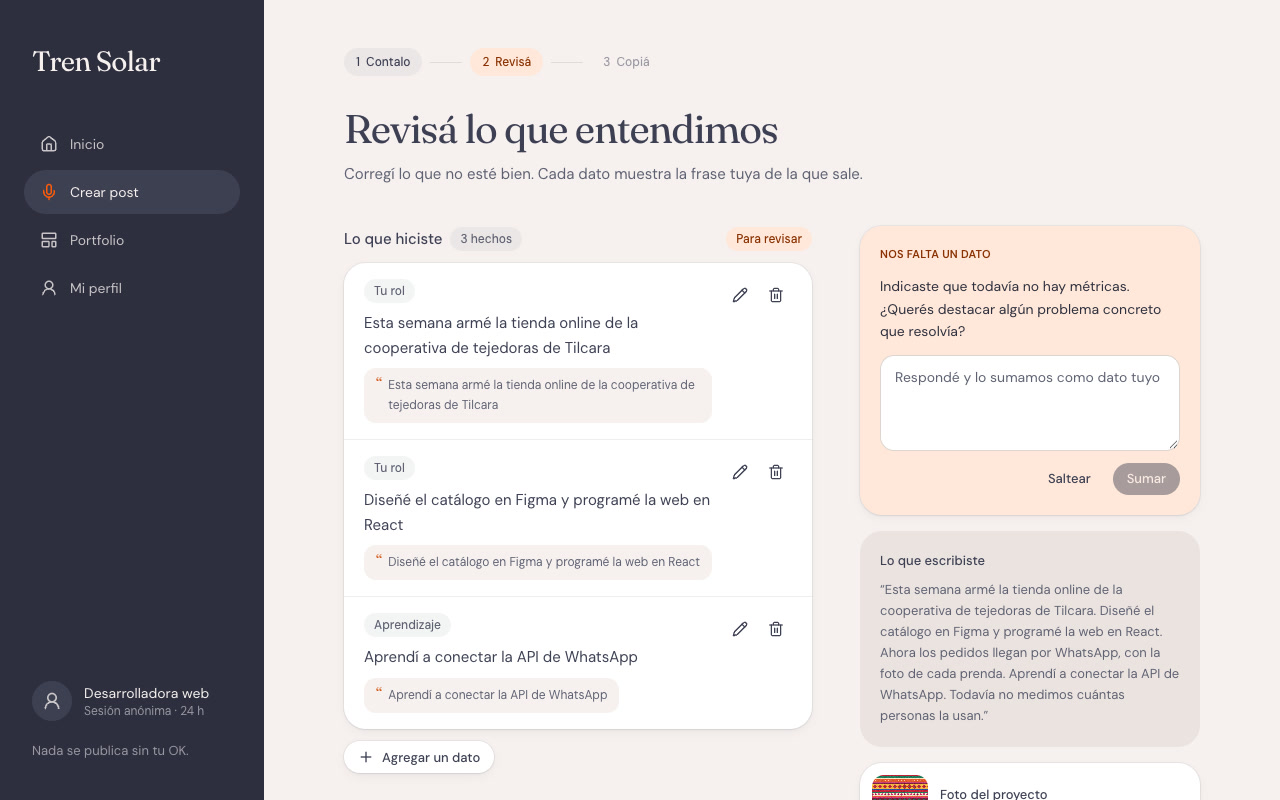 Tren Solar
Inicio
Crear post
Portfolio
Mi perfil
Desarrolladora web
Sesión anónima · 24 h
Nada se publica sin tu OK.
1 Contalo
2 Revisá
3 Copiá
Revisá lo que entendimos
Corregí lo que no esté bien. Cada dato muestra la frase tuya de la que sale.
Lo que hiciste
3 hechos
Para revisar
Tu rol
Esta semana armé la tienda online de la
cooperativa de tejedoras de Tilcara
“ Esta semana armé la tienda online de la cooperativa de
tejedoras de Tilcara
Tu rol
Diseñé el catálogo en Figma y programé la web en
React
“ Diseñé el catálogo en Figma y programé la web en React
Aprendizaje
Aprendí a conectar la API de WhatsApp
“ Aprendí a conectar la API de WhatsApp
Agregar un dato
NOS FALTA UN DATO
Indicaste que todavía no hay métricas.
¿Querés destacar algún problema concreto
que resolvía?
Respondé y lo sumamos como dato tuyo
Saltear
Sumar
Lo que escribiste
“Esta semana armé la tienda online de la
cooperativa de tejedoras de Tilcara. Diseñé el
catálogo en Figma y programé la web en React.
Ahora los pedidos llegan por WhatsApp, con la
foto de cada prenda. Aprendí a conectar la API de
WhatsApp. Todavía no medimos cuántas
personas la usan.”
Foto del proyecto